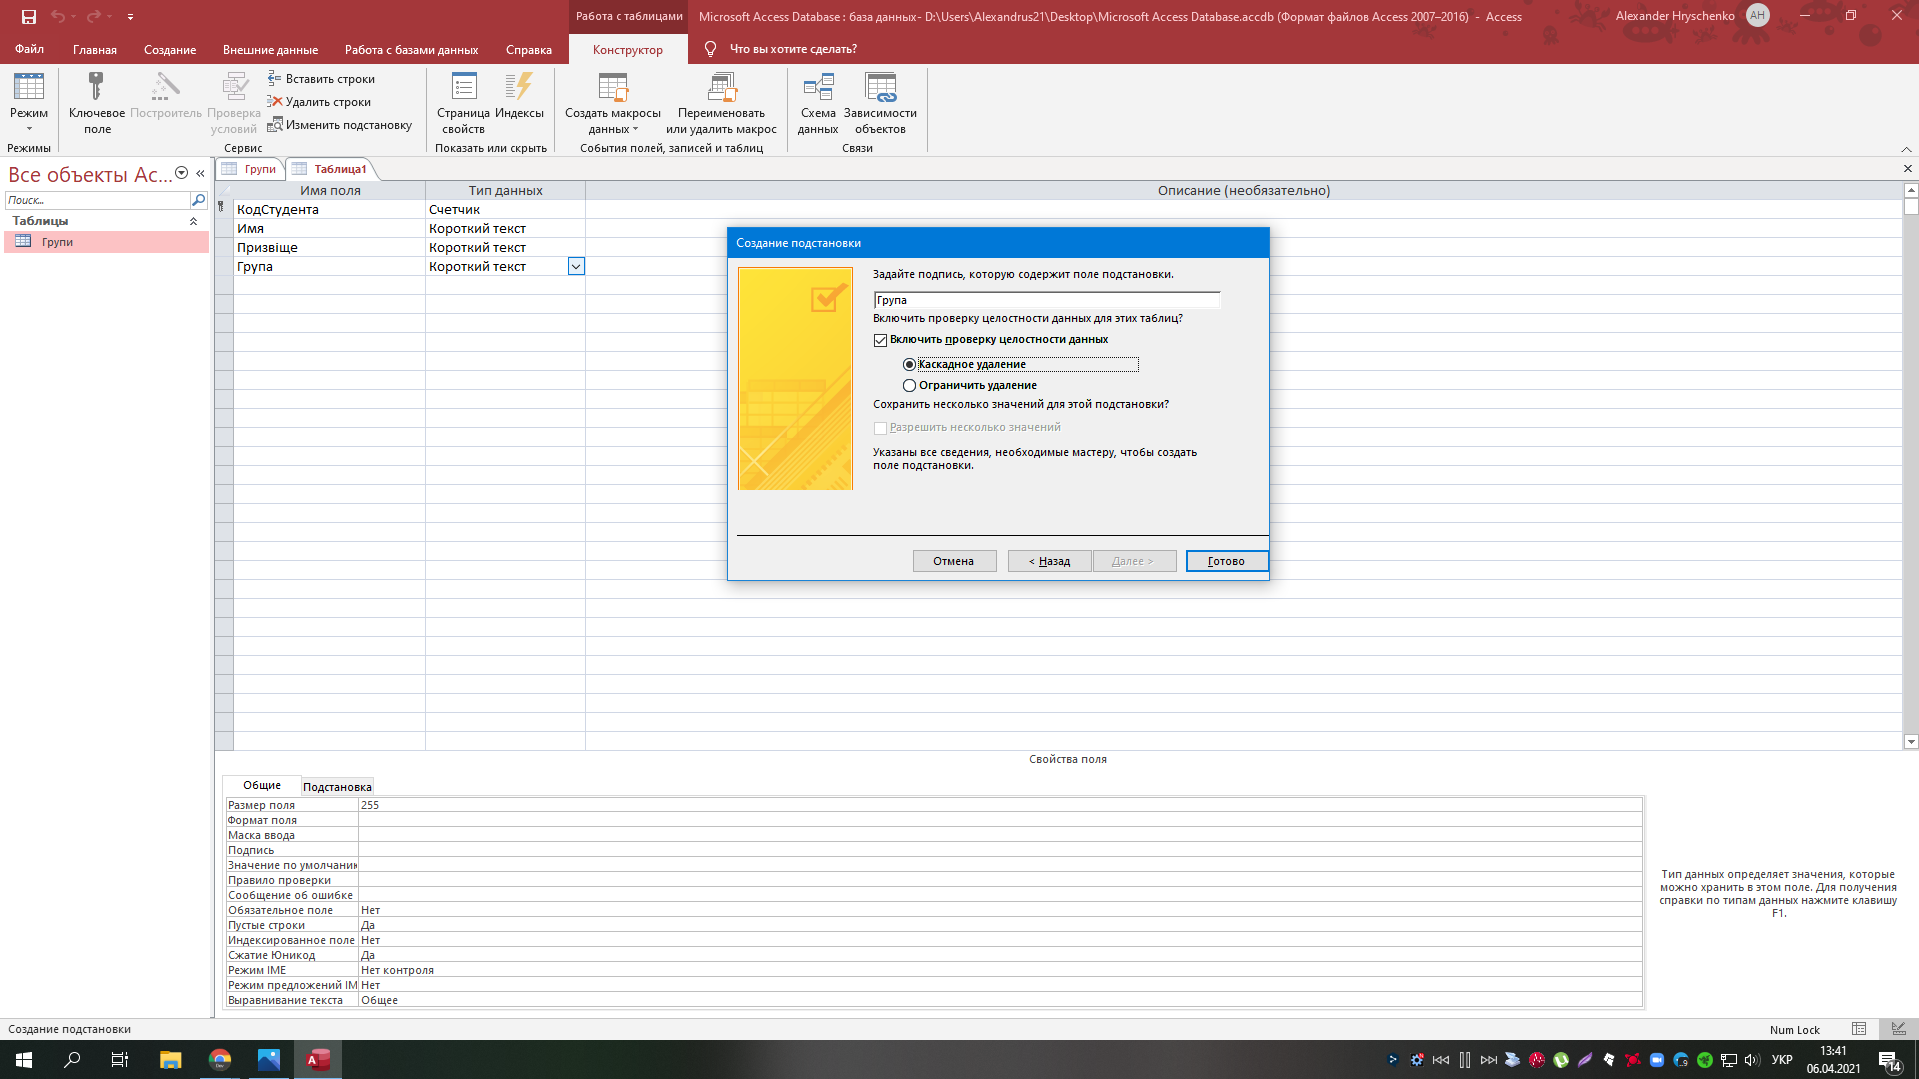 Работа с таблицами
Microsoft Access Database : база данных- D:\Users\Alexandrus21\Desktop\Microsoft Access Database.accdb (Формат файлов Access 2007–2016) - Access
Alexander Hryschenko
AH
Файл
Главная
Создание
Внешние данные
Работа с базами данных
Справка
Конструктор
Что вы хотите сделать?
Режим
Ключевое поле
Построитель
Проверка условий
Вставить строки
Удалить строки
Изменить подстановку
Страница свойств
Индексы
Создать макросы данных
Переименовать или удалить макрос
Схема данных
Зависимости объектов
Режимы
Сервис
Показать или скрыть
События полей, записей и таблиц
Связи
Все объекты Ac...
Поиск...
Таблицы
Групи
Групи
Таблица1
Имя поля
Тип данных
Описание (необязательно)
КодСтудента
Счетчик
Имя
Короткий текст
Призвіще
Короткий текст
Група
Короткий текст
Создание подстановки
Задайте подпись, которую содержит поле подстановки.
Група
Включить проверку целостности данных для этих таблиц?
Включить проверку целостности данных
Каскадное удаление
Ограничить удаление
Сохранить несколько значений для этой подстановки?
Разрешить несколько значений
Указаны все сведения, необходимые мастеру, чтобы создать
поле подстановки.
Отмена
< Назад
Далее >
Готово
Свойства поля
Общие
Подстановка
Размер поля 255
Формат поля
Маска ввода
Подпись
Значение по умолчани
Правило проверки
Сообщение об ошибке
Обязательное поле Нет
Пустые строки Да
Индексированное поле Нет
Сжатие Юникод Да
Режим IME Нет контроля
Режим предложений IM Нет
Выравнивание текста Общее
Тип данных определяет значения, которые
можно хранить в этом поле. Для получения
справки по типам данных нажмите клавишу
F1.
Создание подстановки
Num Lock
УКР
13:41
06.04.2021
14